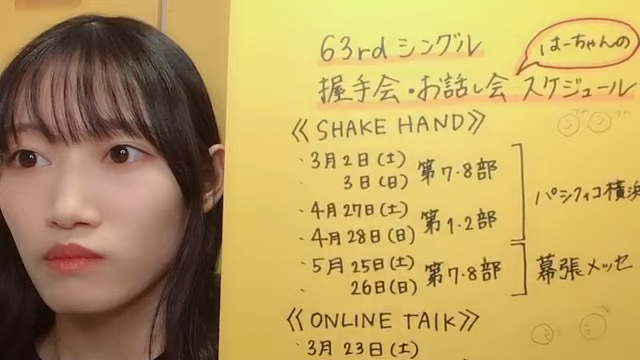 63rd シングル
はーちゃんの
握手会・お話し会 スケジュール
《SHAKE HAND》
・3月2日(土)
3日(日) 第7・8部
・4月27日(土)
・4月28日(日) 第1・2部
パシフィコ横浜
・5月25日(土)
・26日(日) 第7・8部
幕張メッセ
《ONLINE TALK》
・3月23日(土)